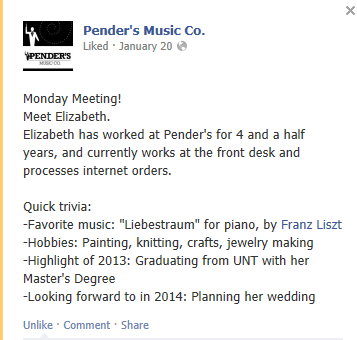 Pender's Music Co.
Liked · January 20
PENDER'S
MUSIC CO.
Monday Meeting!
Meet Elizabeth.
Elizabeth has worked at Pender's for 4 and a half
years, and currently works at the front desk and
processes internet orders.
Quick trivia:
-Favorite music: "Liebestraum" for piano, by Franz Liszt
-Hobbies: Painting, knitting, crafts, jewelry making
-Highlight of 2013: Graduating from UNT with her
Master's Degree
-Looking forward to in 2014: Planning her wedding
Unlike · Comment · Share